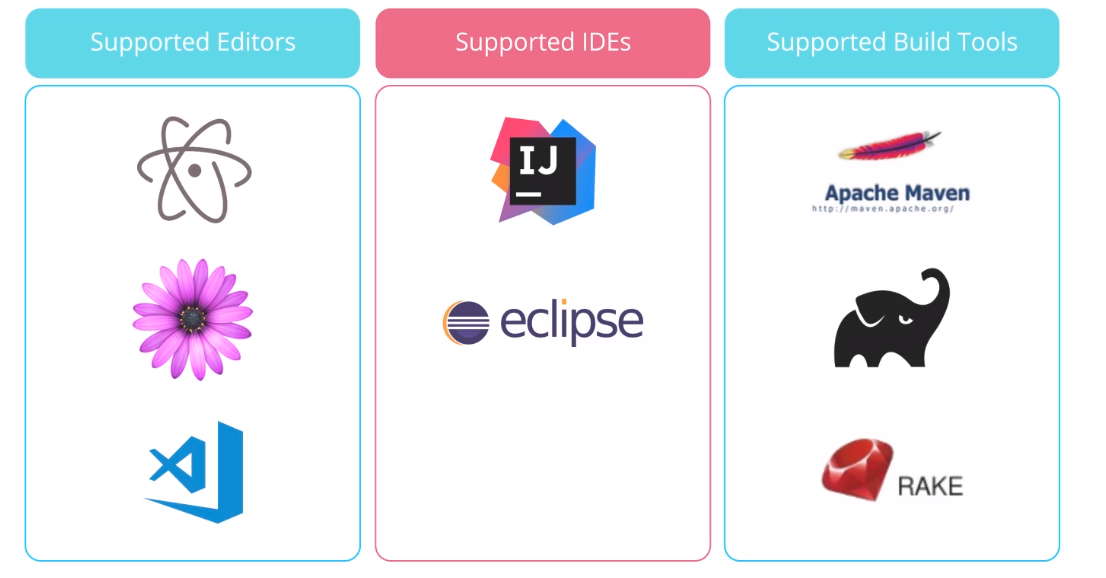 Supported Editors
Supported IDEs
Supported Build Tools
IJ
eclipse
Apache Maven
http://maven.apache.org/
RAKE